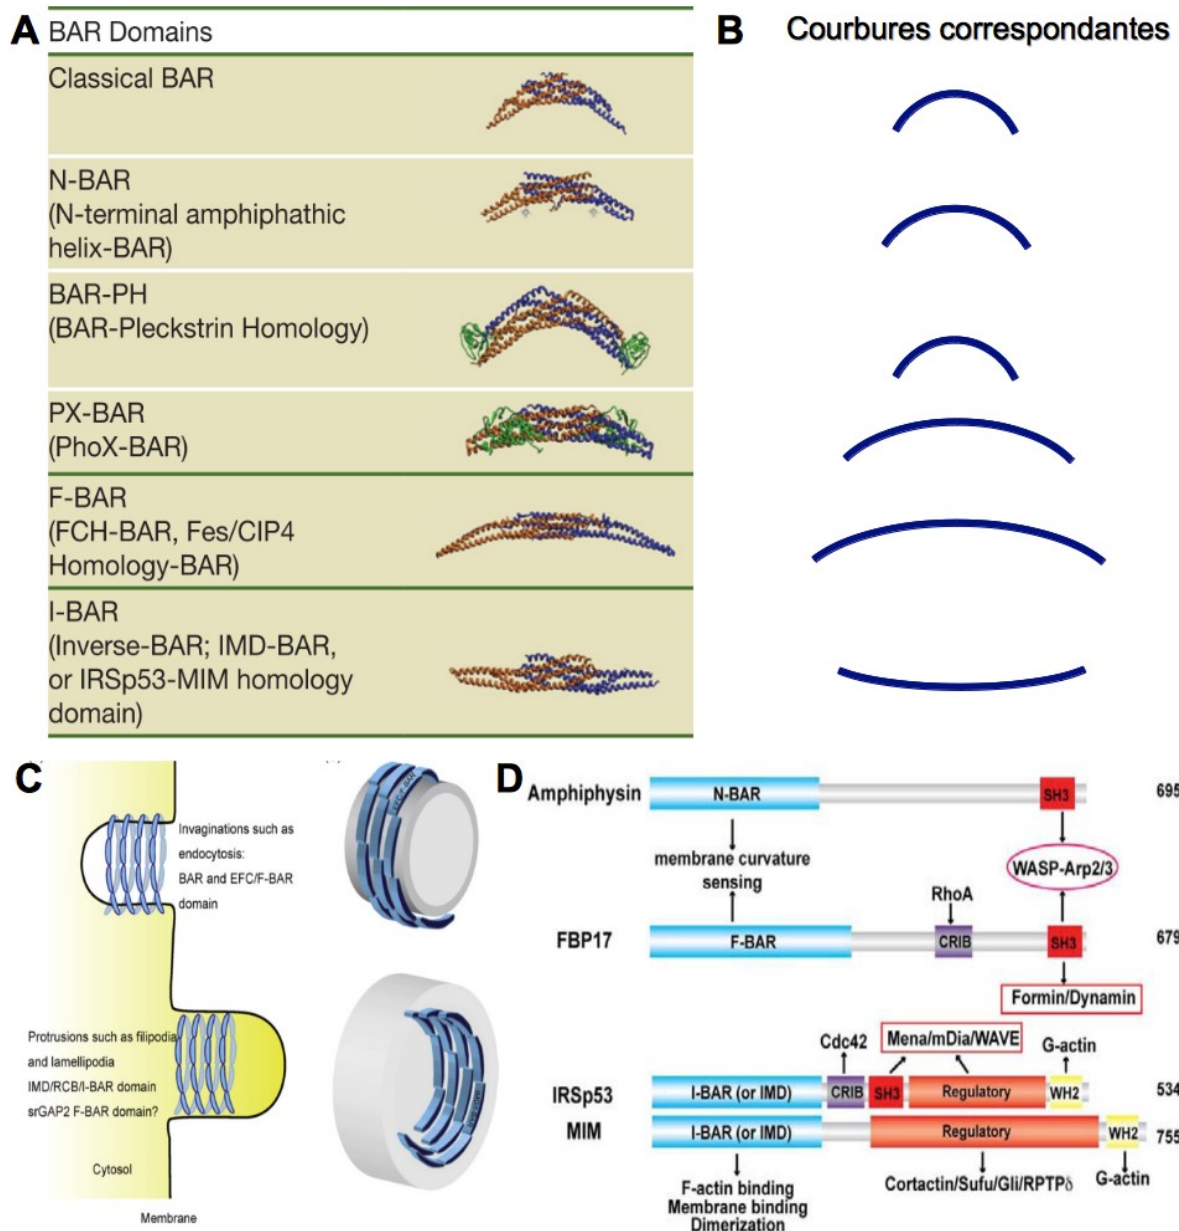 A
BAR Domains
Classical BAR
N-BAR
(N-terminal amphiphathic
helix-BAR)
BAR-PH
(BAR-Pleckstrin Homology)
PX-BAR
(PhoX-BAR)
F-BAR
(FCH-BAR, Fes/CIP4
Homology-BAR)
I-BAR
(Inverse-BAR; IMD-BAR,
or IRSp53-MIM homology
domain)
B
Courbures correspondantes
C
Invaginations such as
endocytosis:
BAR and EFC/F-BAR
domain
Protrusions such as filipodia
and lamellipodia
IMD/RCB/I-BAR domain
srGAP2 F-BAR domain?
Cytosol
Membrane
EFC/F-BAR
D
Amphiphysin
N-BAR
SH3
695
membrane curvature
sensing
WASP-Arp2/3
RhoA
FBP17
F-BAR
CRIB
SH3
679
Formin/Dynamin
Cdc42
Mena/mDia/WAVE
G-actin
IRSp53
I-BAR (or IMD)
CRIB
SH3
Regulatory
WH2
534
MIM
I-BAR (or IMD)
Regulatory
WH2
755
F-actin binding
Membrane binding
Dimerization
Cortactin/Sufu/Gli/RPTPδ
G-actin